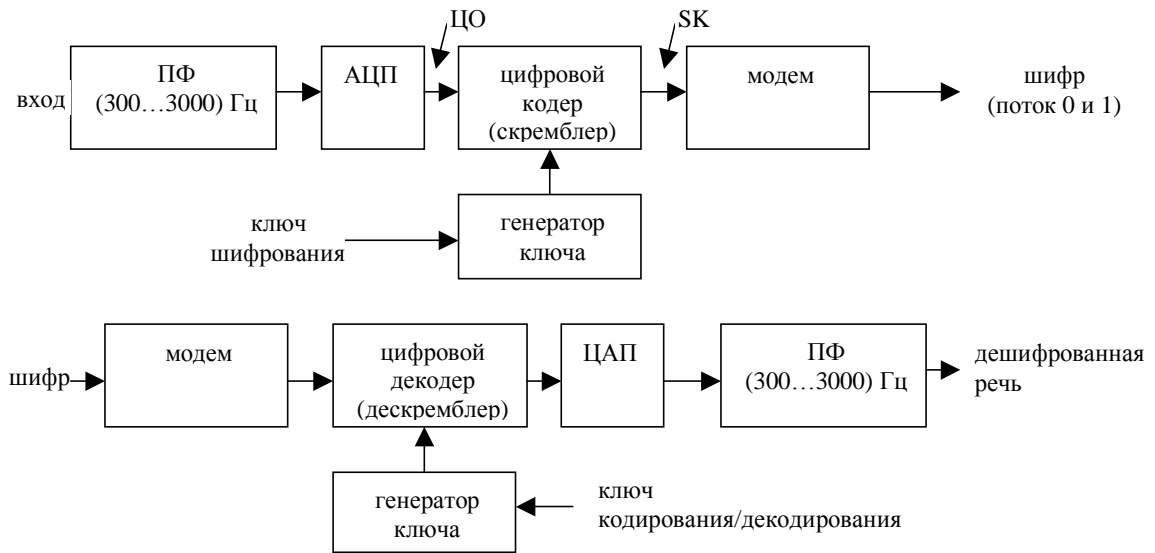 ЦО
SK
вход
ПФ
(300…3000) Гц
АЦП
цифровой
кодер
(скремблер)
модем
шифр
(поток 0 и 1)
ключ
шифрования
генератор
ключа
шифр
модем
цифровой
декодер
(дескремблер)
ЦАП
ПФ
(300…3000) Гц
дешифрованная
речь
генератор
ключа
ключ
кодирования/декодирования